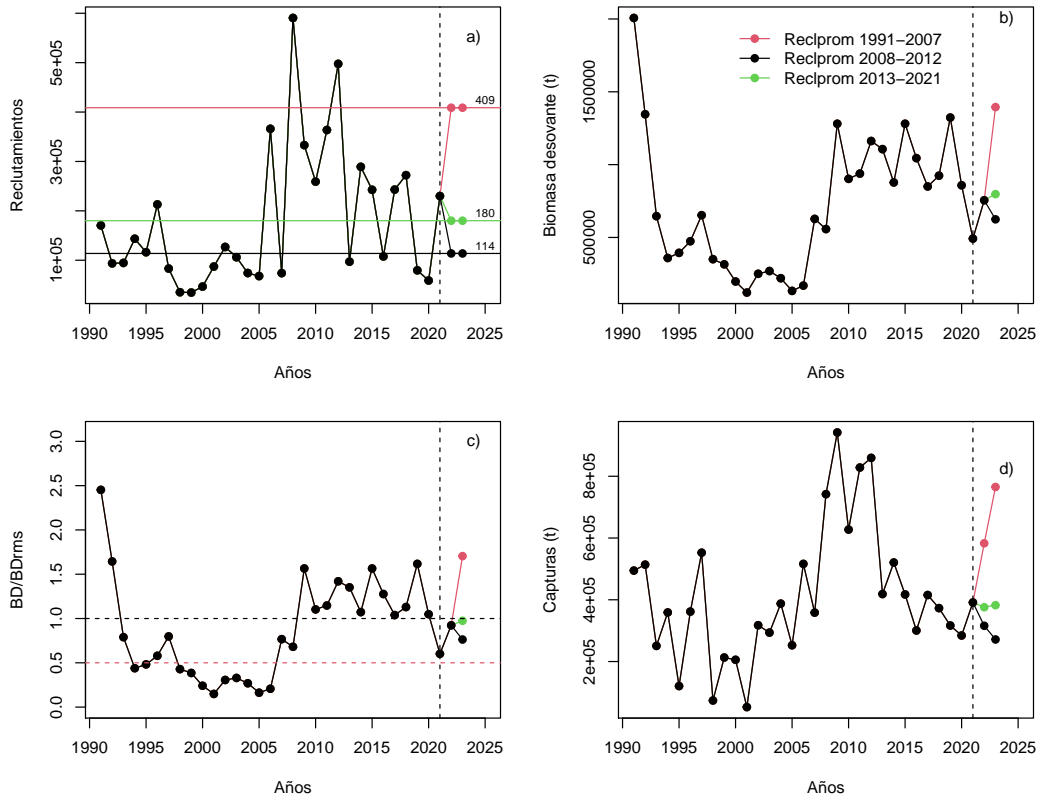 a)
Reclutamientos
5e+05
3e+05
1e+05
409
180
114
1990 1995 2000 2005 2010 2015 2020 2025
Años
b)
Reclprom 1991−2007
Reclprom 2008−2012
Reclprom 2013−2021
Biomasa desovante (t)
1500000
500000
1990 1995 2000 2005 2010 2015 2020 2025
Años
c)
BD/BDrms
3.0
2.5
2.0
1.5
1.0
0.5
0.0
1990 1995 2000 2005 2010 2015 2020 2025
Años
d)
Capturas (t)
8e+05
6e+05
4e+05
2e+05
1990 1995 2000 2005 2010 2015 2020 2025
Años